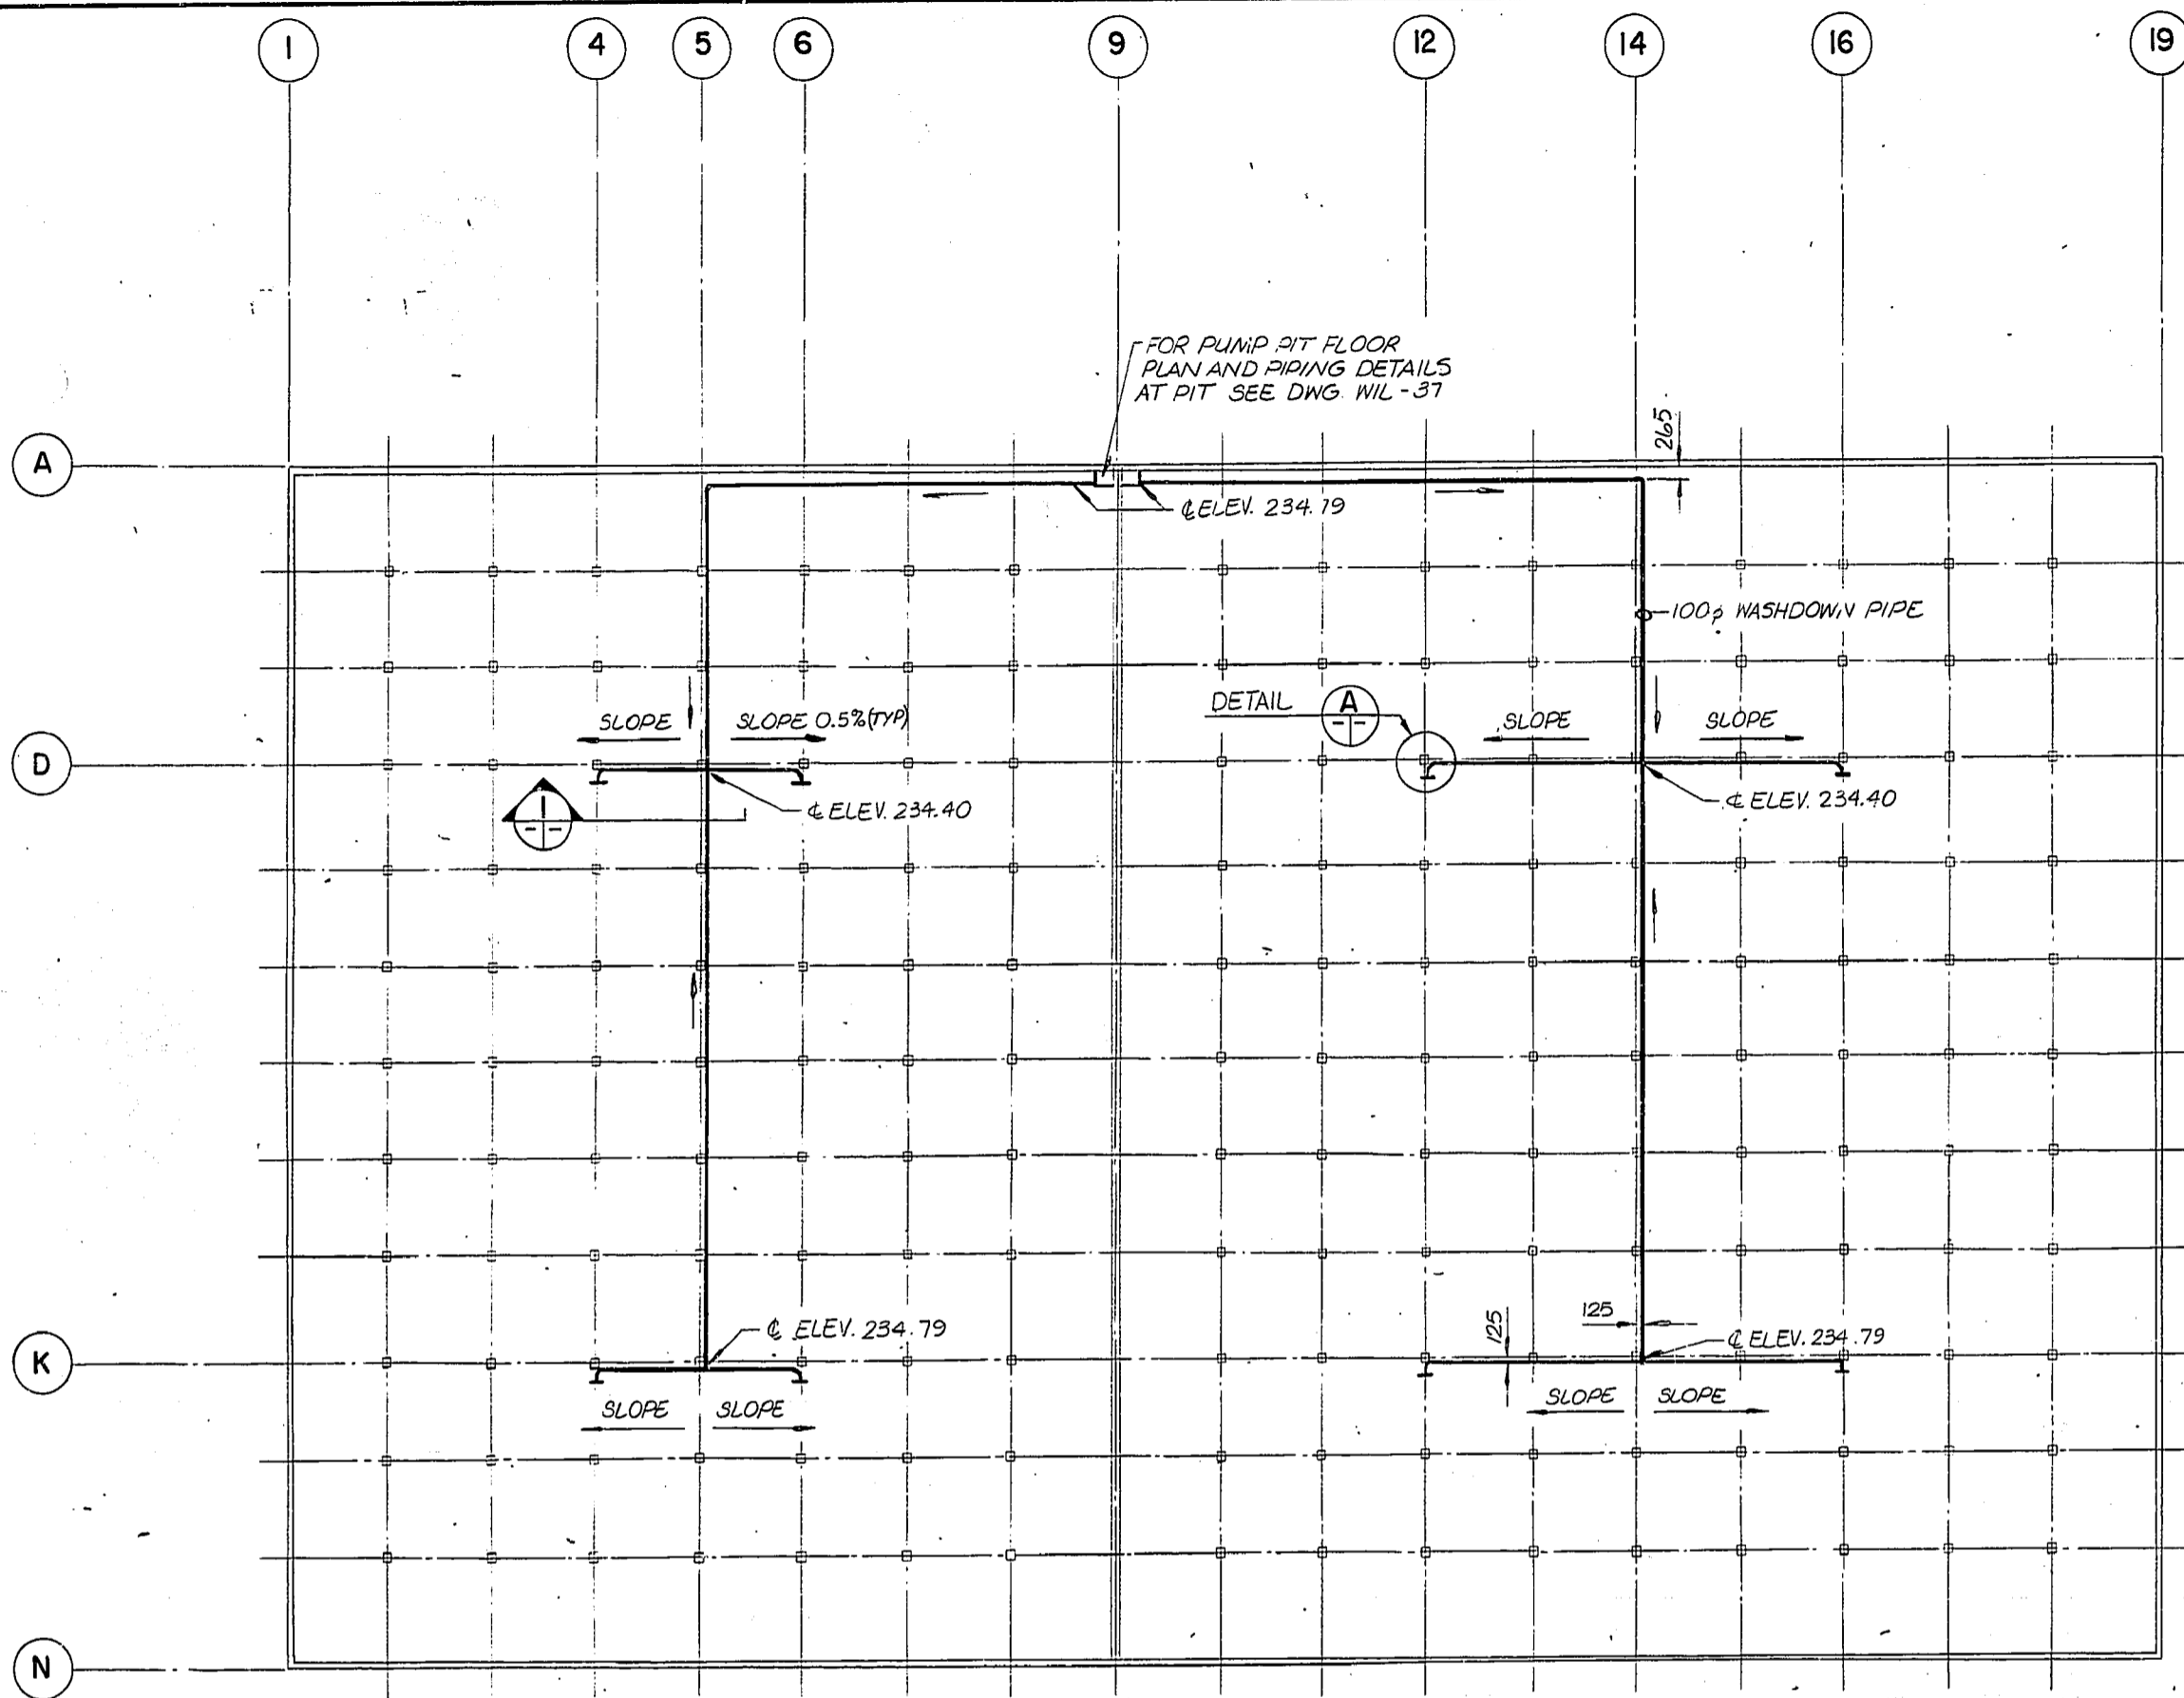 1 4 5 6 9 12 14 16 19
FOR PUMP PIT FLOOR
PLAN AND PIPING DETAILS
AT PIT SEE DWG. WIL-37
A
265
℄ ELEV. 234.79
100ϕ WASHDOWN PIPE
DETAIL A
SLOPE
SLOPE 0.5% (TYP)
SLOPE
SLOPE
D
1
℄ ELEV. 234.40
℄ ELEV. 234.40
125
125
℄ ELEV. 234.79
℄ ELEV. 234.79
K
SLOPE SLOPE
SLOPE SLOPE
N